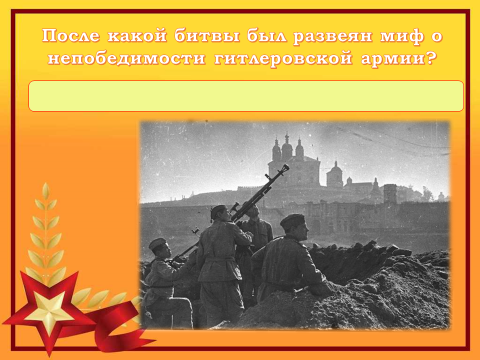 После какой битвы был развеян миф о
непобедимости гитлеровской армии?